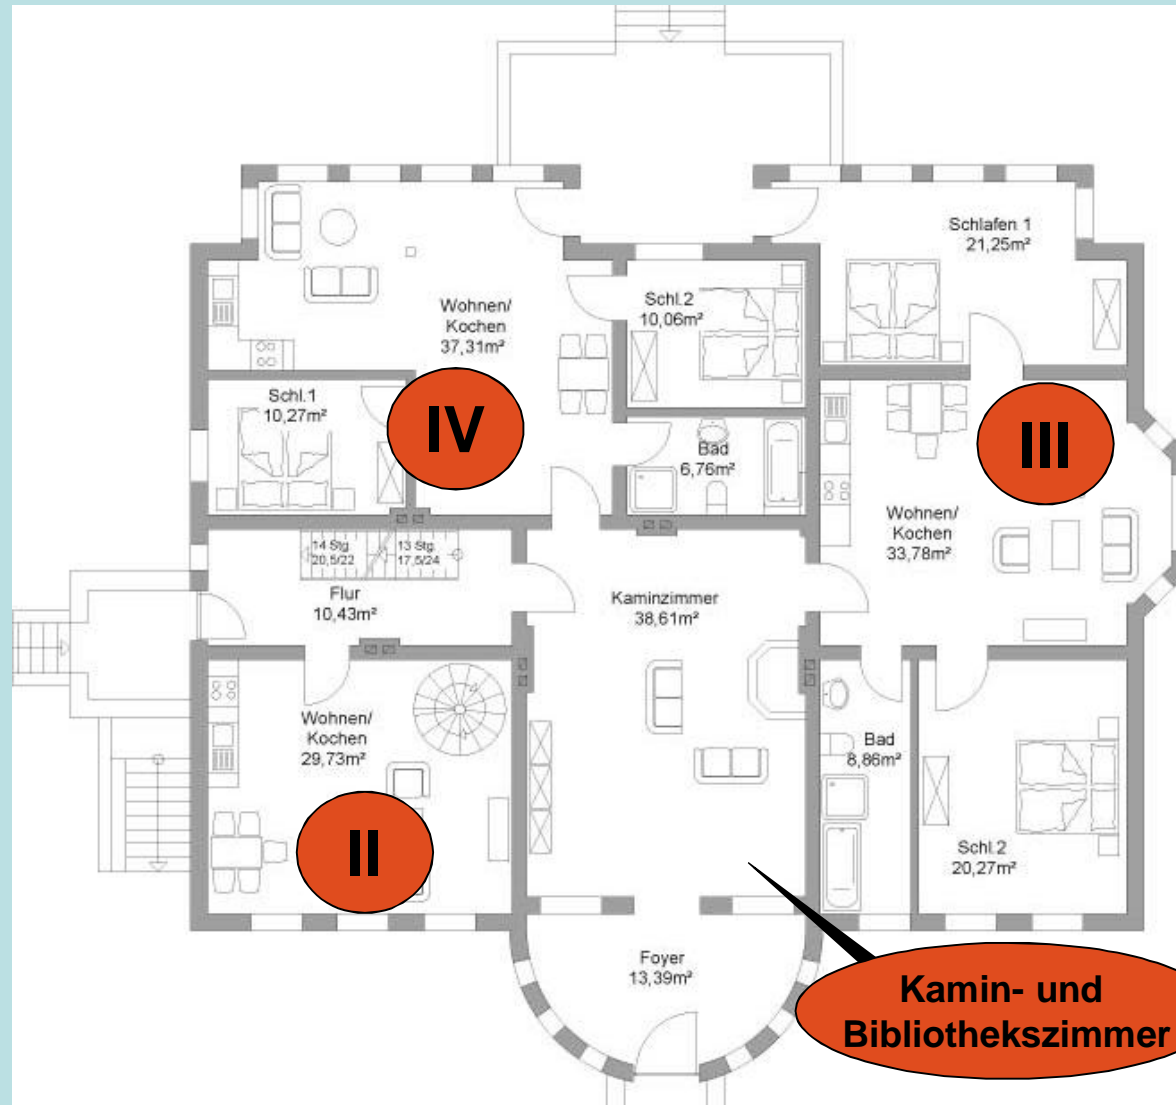 Schlafen 1
21,25m²
Wohnen/
Kochen
37,31m²
Schl.2
10,06m²
Schl.1
10,27m²
IV
III
Bad
6,76m²
Wohnen/
Kochen
33,78m²
14 Stg
20,5/22
13 Stg
17,5/24
Flur
10,43m²
Kaminzimmer
38,61m²
Wohnen/
Kochen
29,73m²
II
Bad
8,86m²
Schl.2
20,27m²
Foyer
13,39m²
Kamin- und
Bibliothekszimmer